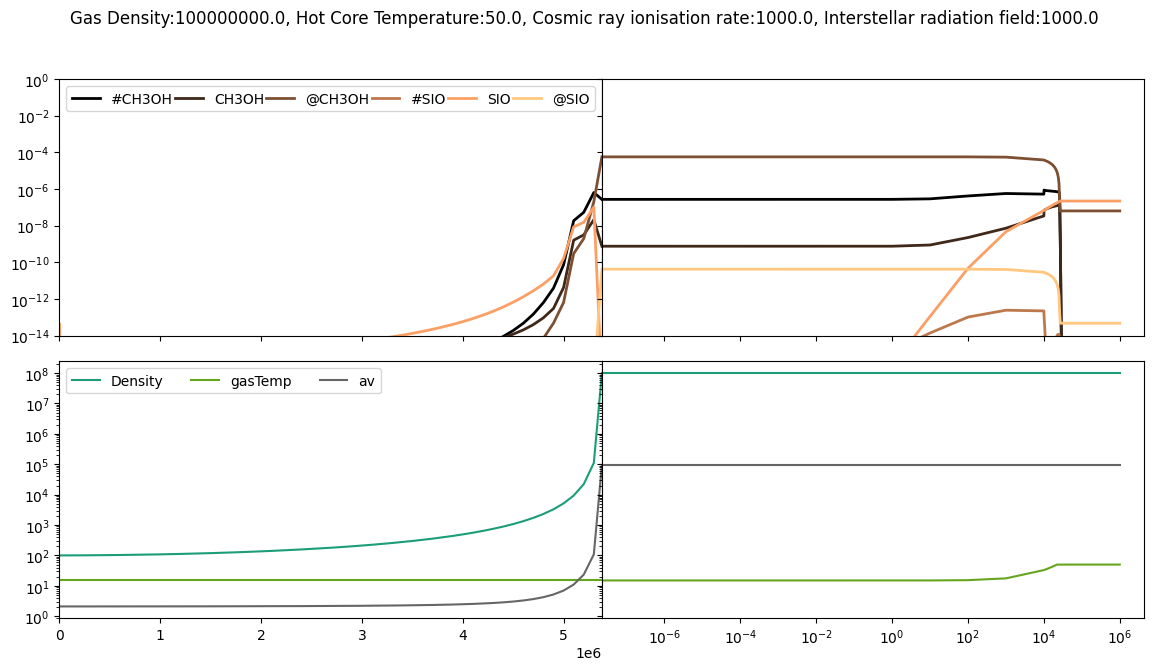 Gas Density:100000000.0, Hot Core Temperature:50.0, Cosmic ray ionisation rate:1000.0, Interstellar radiation field:1000.0
10^0
10^-2
10^-4
10^-6
10^-8
10^-10
10^-12
10^-14
#CH3OH CH3OH @CH3OH #SIO SIO @SIO
10^8
10^7
10^6
10^5
10^4
10^3
10^2
10^1
10^0
Density gasTemp av
0 1 2 3 4 5
1e6
10^-6 10^-4 10^-2 10^0 10^2 10^4 10^6